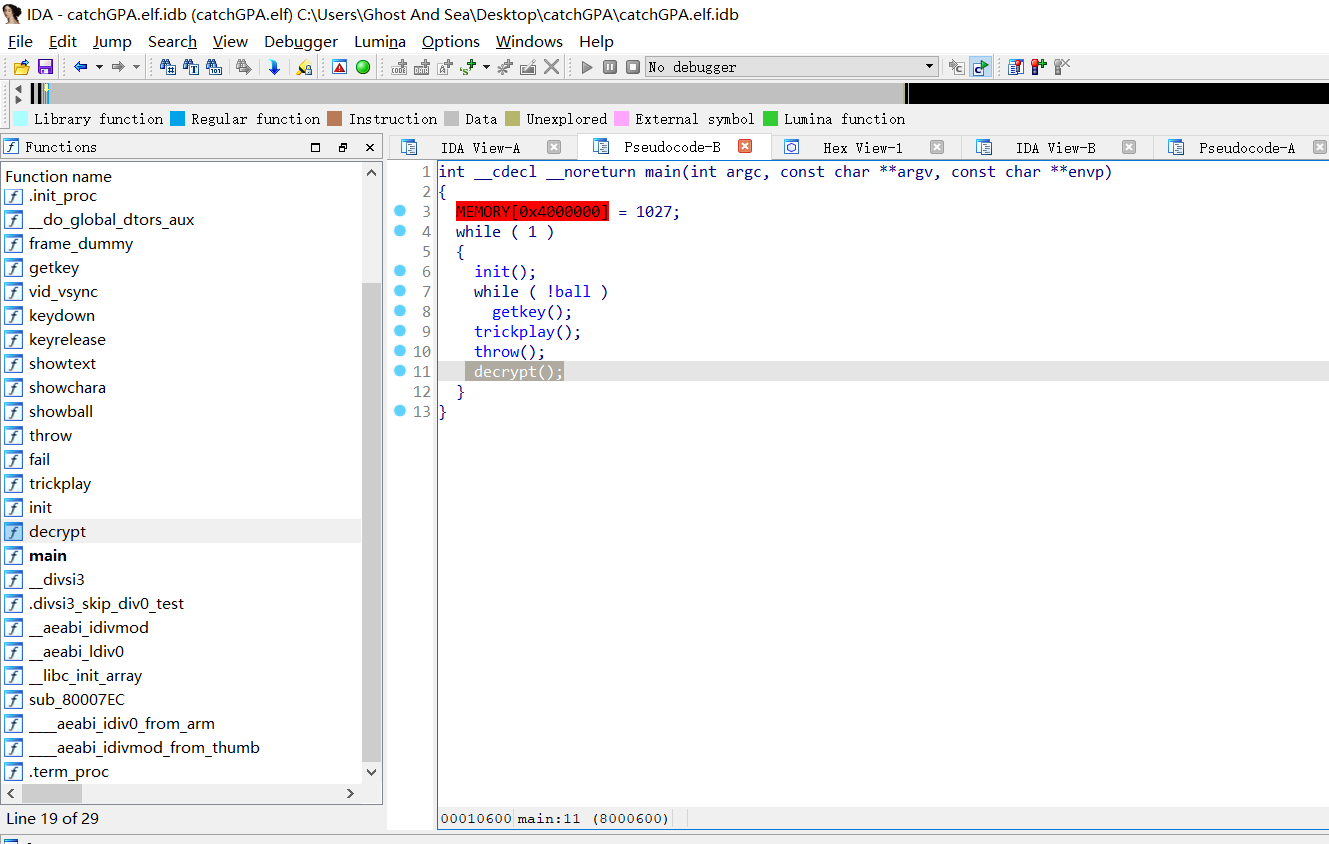 IDA - catchGPA.elf.idb (catchGPA.elf) C:\Users\Ghost And Sea\Desktop\catchGPA\catchGPA.elf.idb
File Edit Jump Search View Debugger Lumina Options Windows Help
No debugger
Library function Regular function Instruction Data Unexplored External symbol Lumina function
Functions
IDA View-A Pseudocode-B Hex View-1 IDA View-B Pseudocode-A
Function name
.init_proc
__do_global_dtors_aux
frame_dummy
getkey
vid_vsync
keydown
keyrelease
showtext
showchara
showball
throw
fail
trickplay
init
decrypt
main
__divsi3
.divsi3_skip_div0_test
__aeabi_idivmod
__aeabi_ldiv0
__libc_init_array
sub_80007EC
____aeabi_idiv0_from_arm
____aeabi_idivmod_from_thumb
.term_proc
Line 19 of 29
1 int __cdecl __noreturn main(int argc, const char **argv, const char **envp)
2 {
3 MEMORY[0x4000000] = 1027;
4 while ( 1 )
5 {
6 init();
7 while ( !ball )
8 getkey();
9 trickplay();
10 throw();
11 decrypt();
12 }
13 }
00010600 main:11 (8000600)